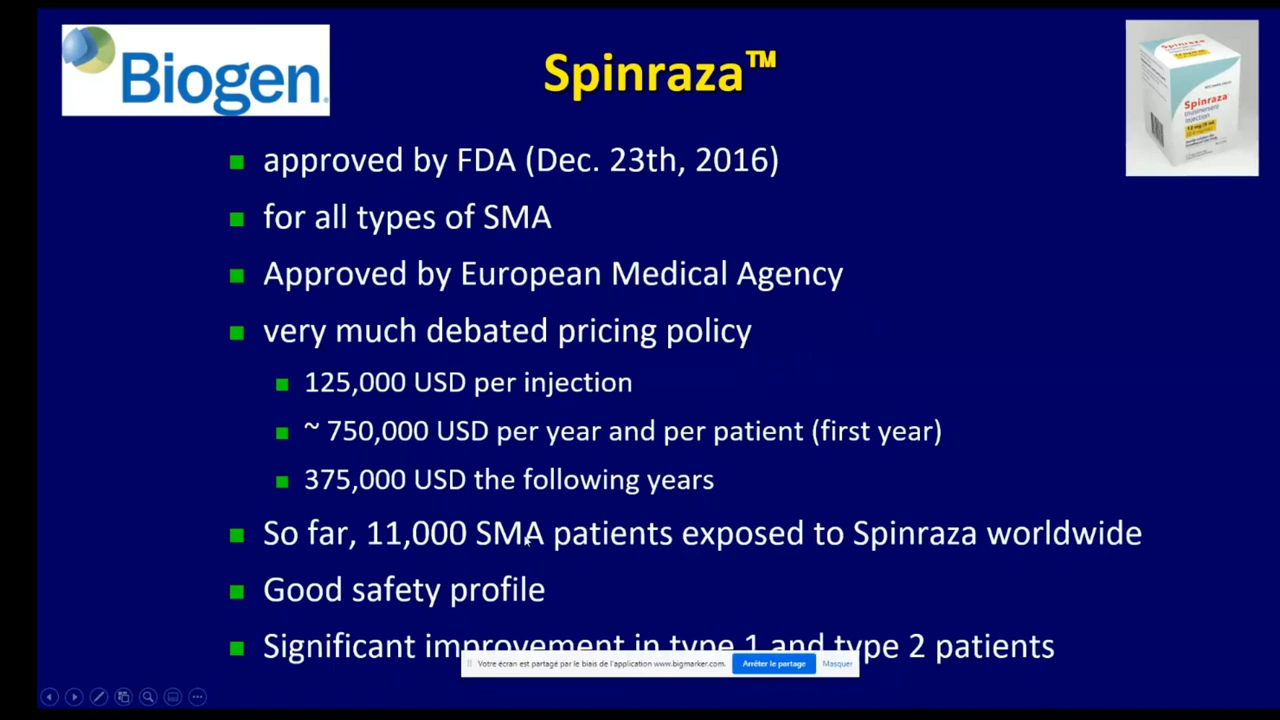 Biogen.
Spinraza™
Spinraza
approved by FDA (Dec. 23th, 2016)
for all types of SMA
Approved by European Medical Agency
very much debated pricing policy
125,000 USD per injection
~ 750,000 USD per year and per patient (first year)
375,000 USD the following years
So far, 11,000 SMA patients exposed to Spinraza worldwide
Good safety profile
Significant improvement in type 1 and type 2 patients
Votre écran est partagé par le biais de l'application www.bigmarker.com.
Arrêter le partage
Masquer